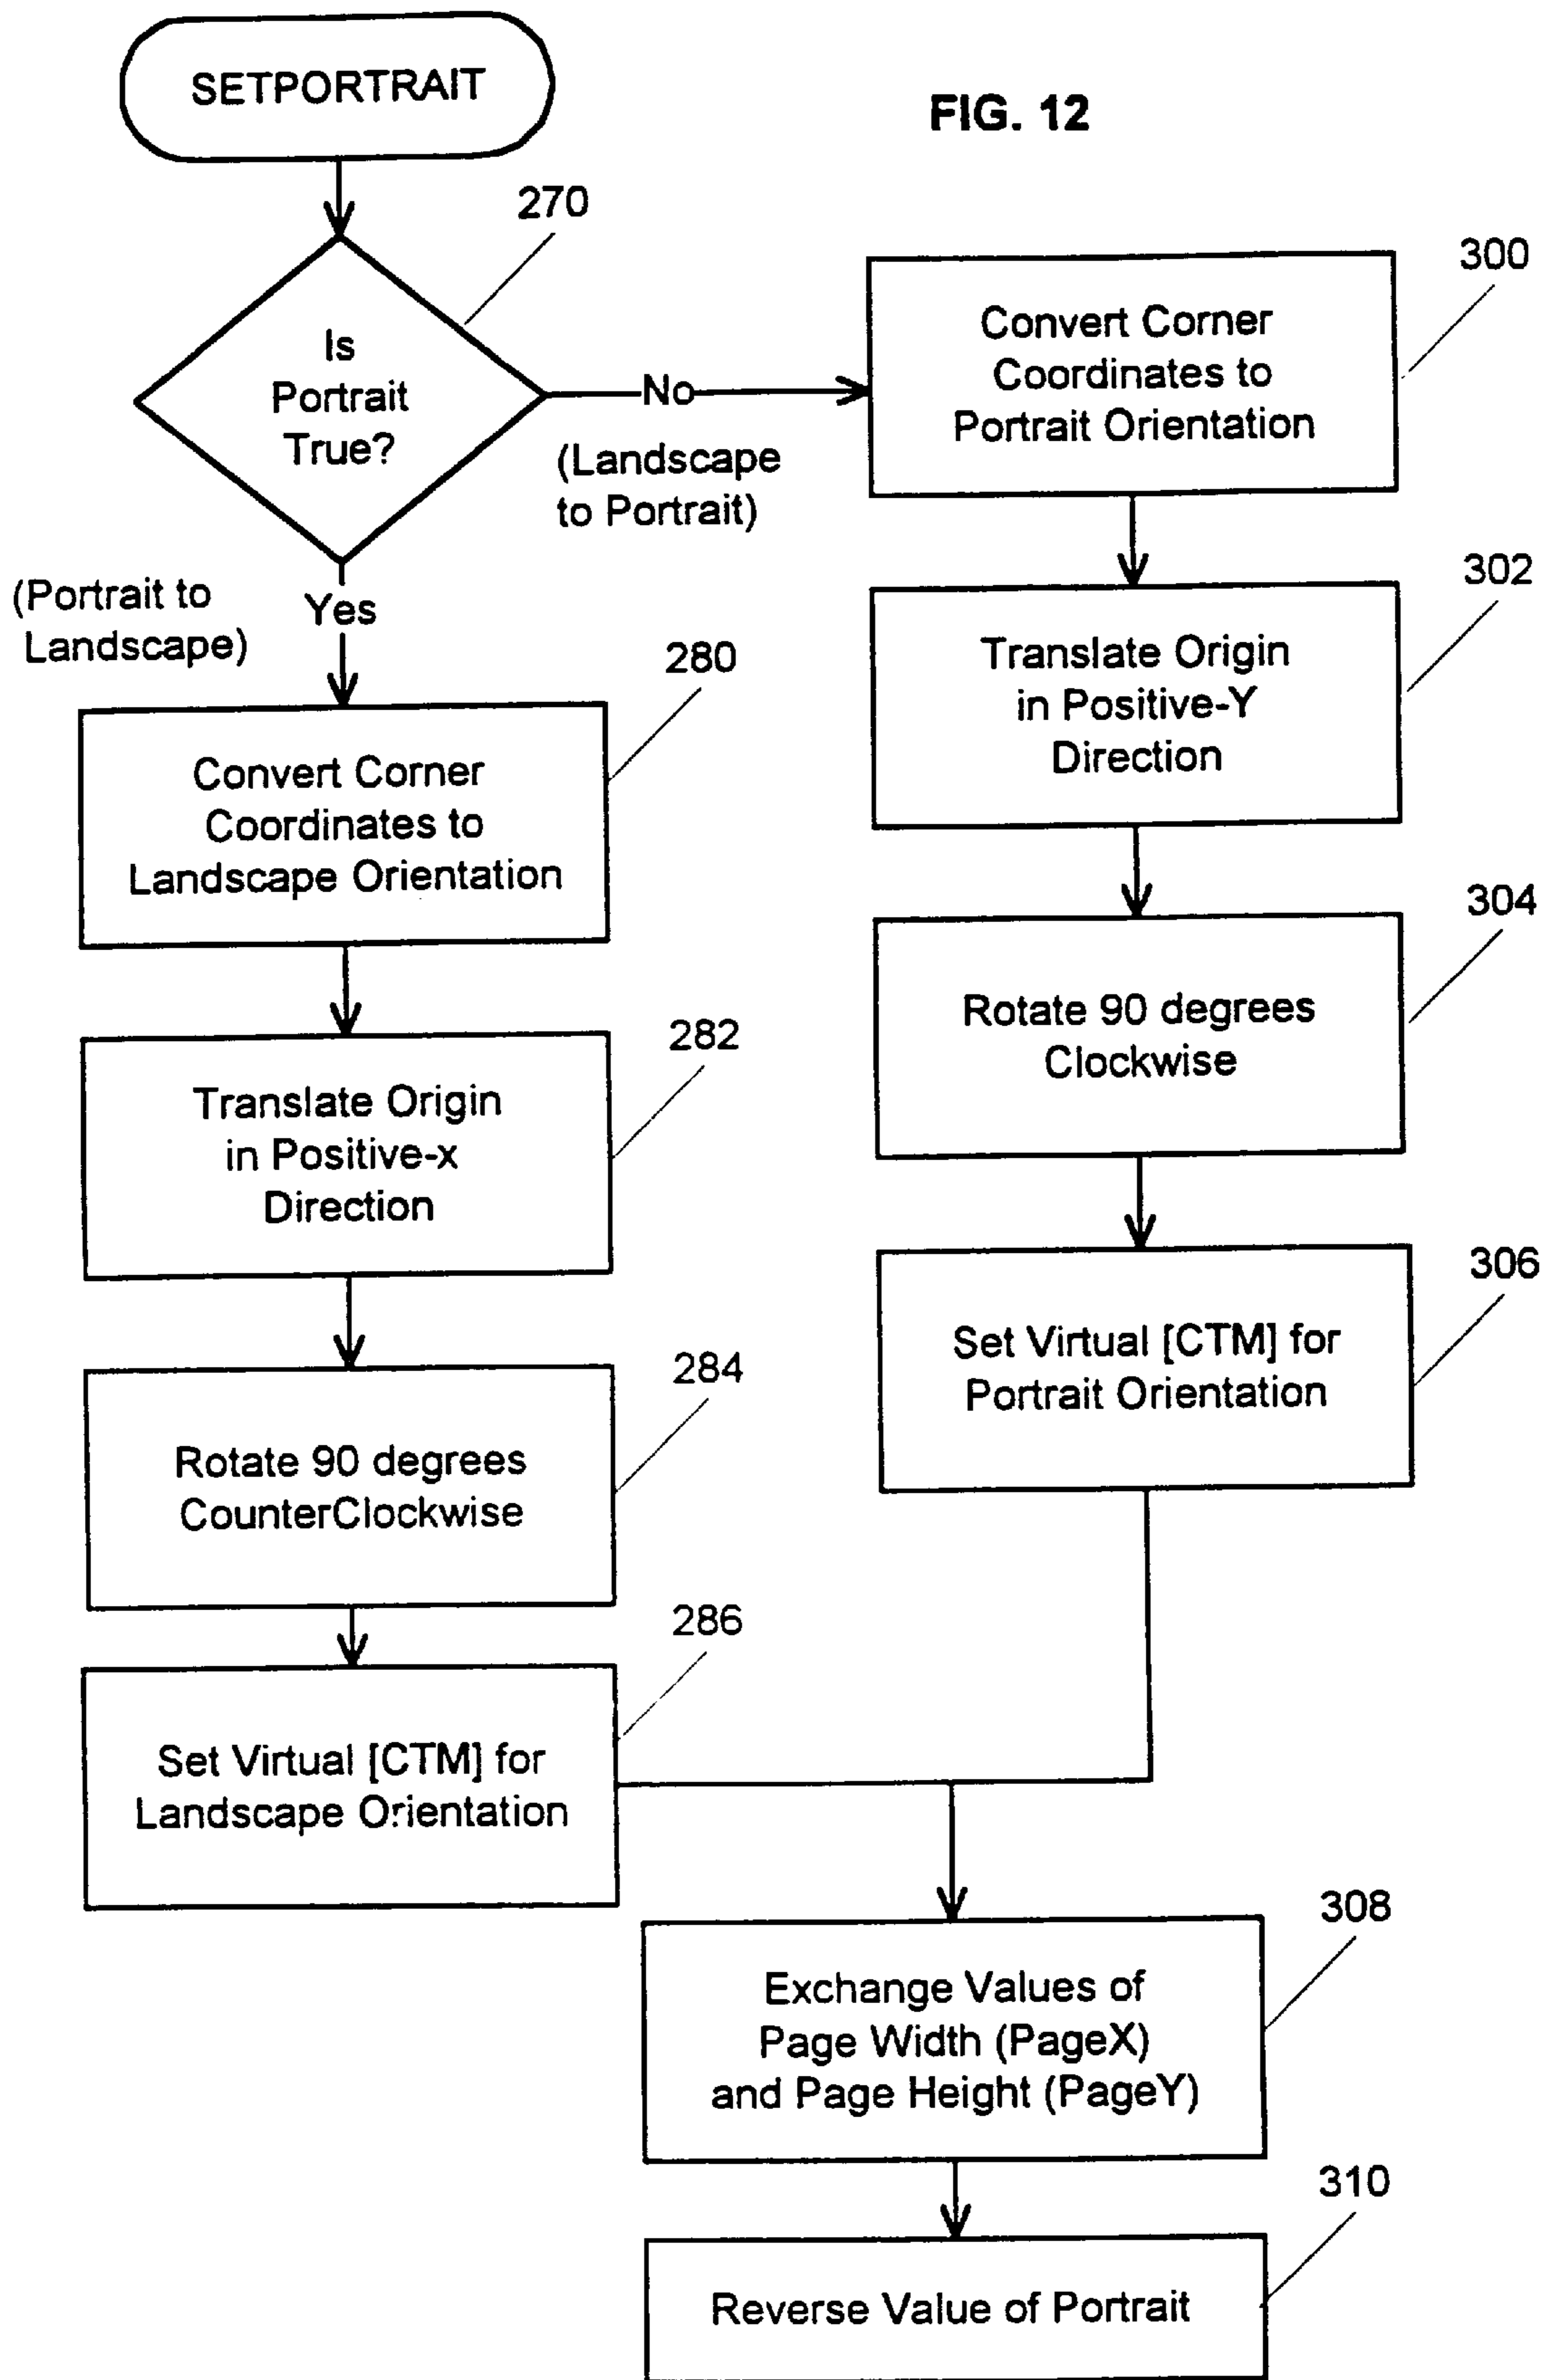 SETPORTRAIT
FIG. 12
270
Is
Portrait
True?
No
(Landscape
to Portrait)
(Portrait to
Landscape)
Yes
280
Convert Corner
Coordinates to
Landscape Orientation
282
Translate Origin
in Positive-x
Direction
284
Rotate 90 degrees
CounterClockwise
286
Set Virtual [CTM] for
Landscape Orientation
300
Convert Corner
Coordinates to
Portrait Orientation
302
Translate Origin
in Positive-Y
Direction
304
Rotate 90 degrees
Clockwise
306
Set Virtual [CTM] for
Portrait Orientation
308
Exchange Values of
Page Width (PageX)
and Page Height (PageY)
310
Reverse Value of Portrait